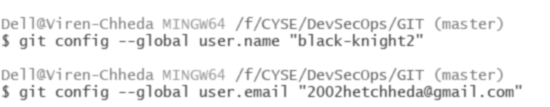 Dell@Viren-Chheda MINGW64 /f/CYSE/DevSecOps/GIT (master)
$ git config --global user.name "black-knight2"
Dell@Viren-Chheda MINGW64 /f/CYSE/DevSecOps/GIT (master)
$ git config --global user.email "2002hetchheda@gmail.com"